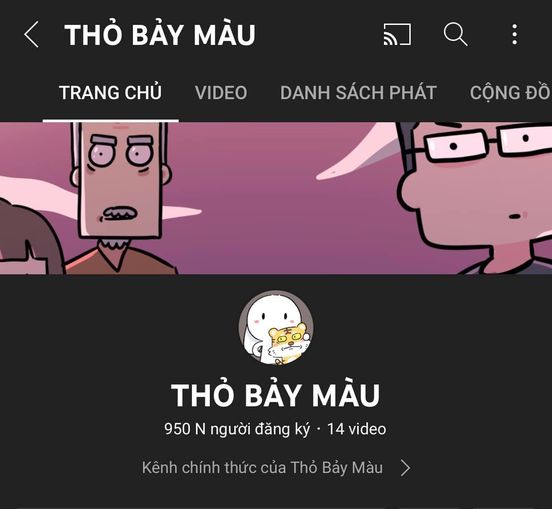 THỎ BẢY MÀU
TRANG CHỦ VIDEO DANH SÁCH PHÁT CỘNG ĐỒ
THỎ BẢY MÀU
950 N người đăng ký · 14 video
Kênh chính thức của Thỏ Bảy Màu